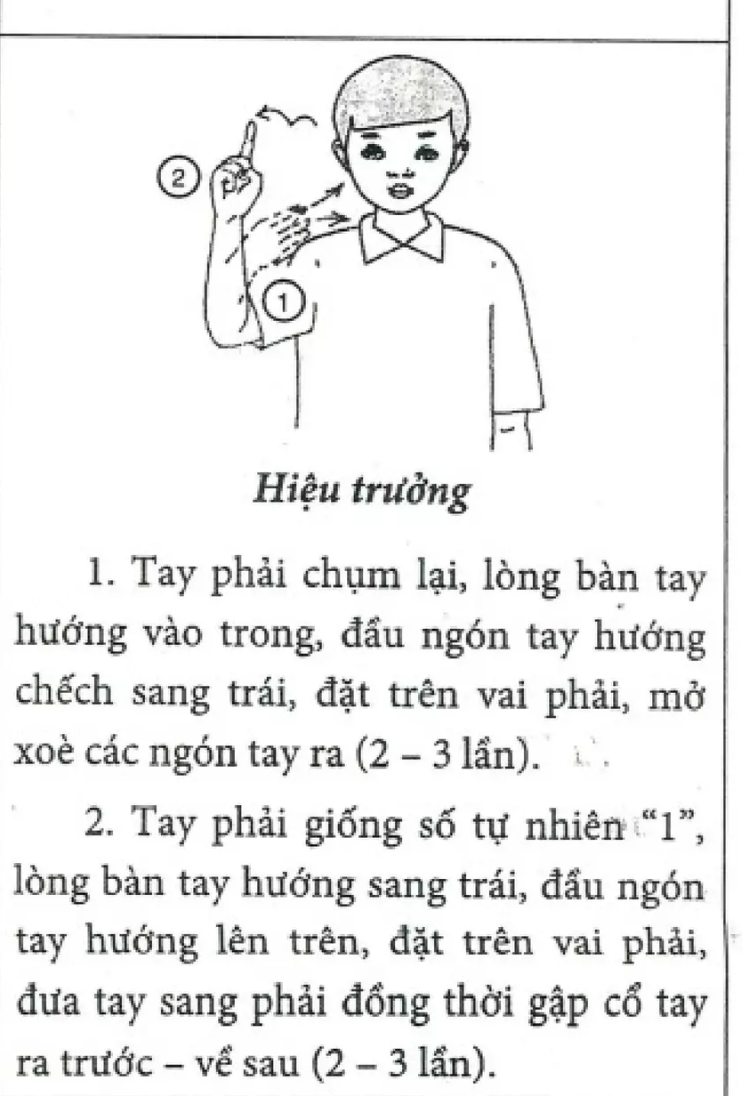 2
1
Hiệu trưởng
1. Tay phải chụm lại, lòng bàn tay
hướng vào trong, đầu ngón tay hướng
chếch sang trái, đặt trên vai phải, mở
xoè các ngón tay ra (2 – 3 lần).
2. Tay phải giống số tự nhiên “1”,
lòng bàn tay hướng sang trái, đầu ngón
tay hướng lên trên, đặt trên vai phải,
đưa tay sang phải đồng thời gập cổ tay
ra trước – về sau (2 – 3 lần).